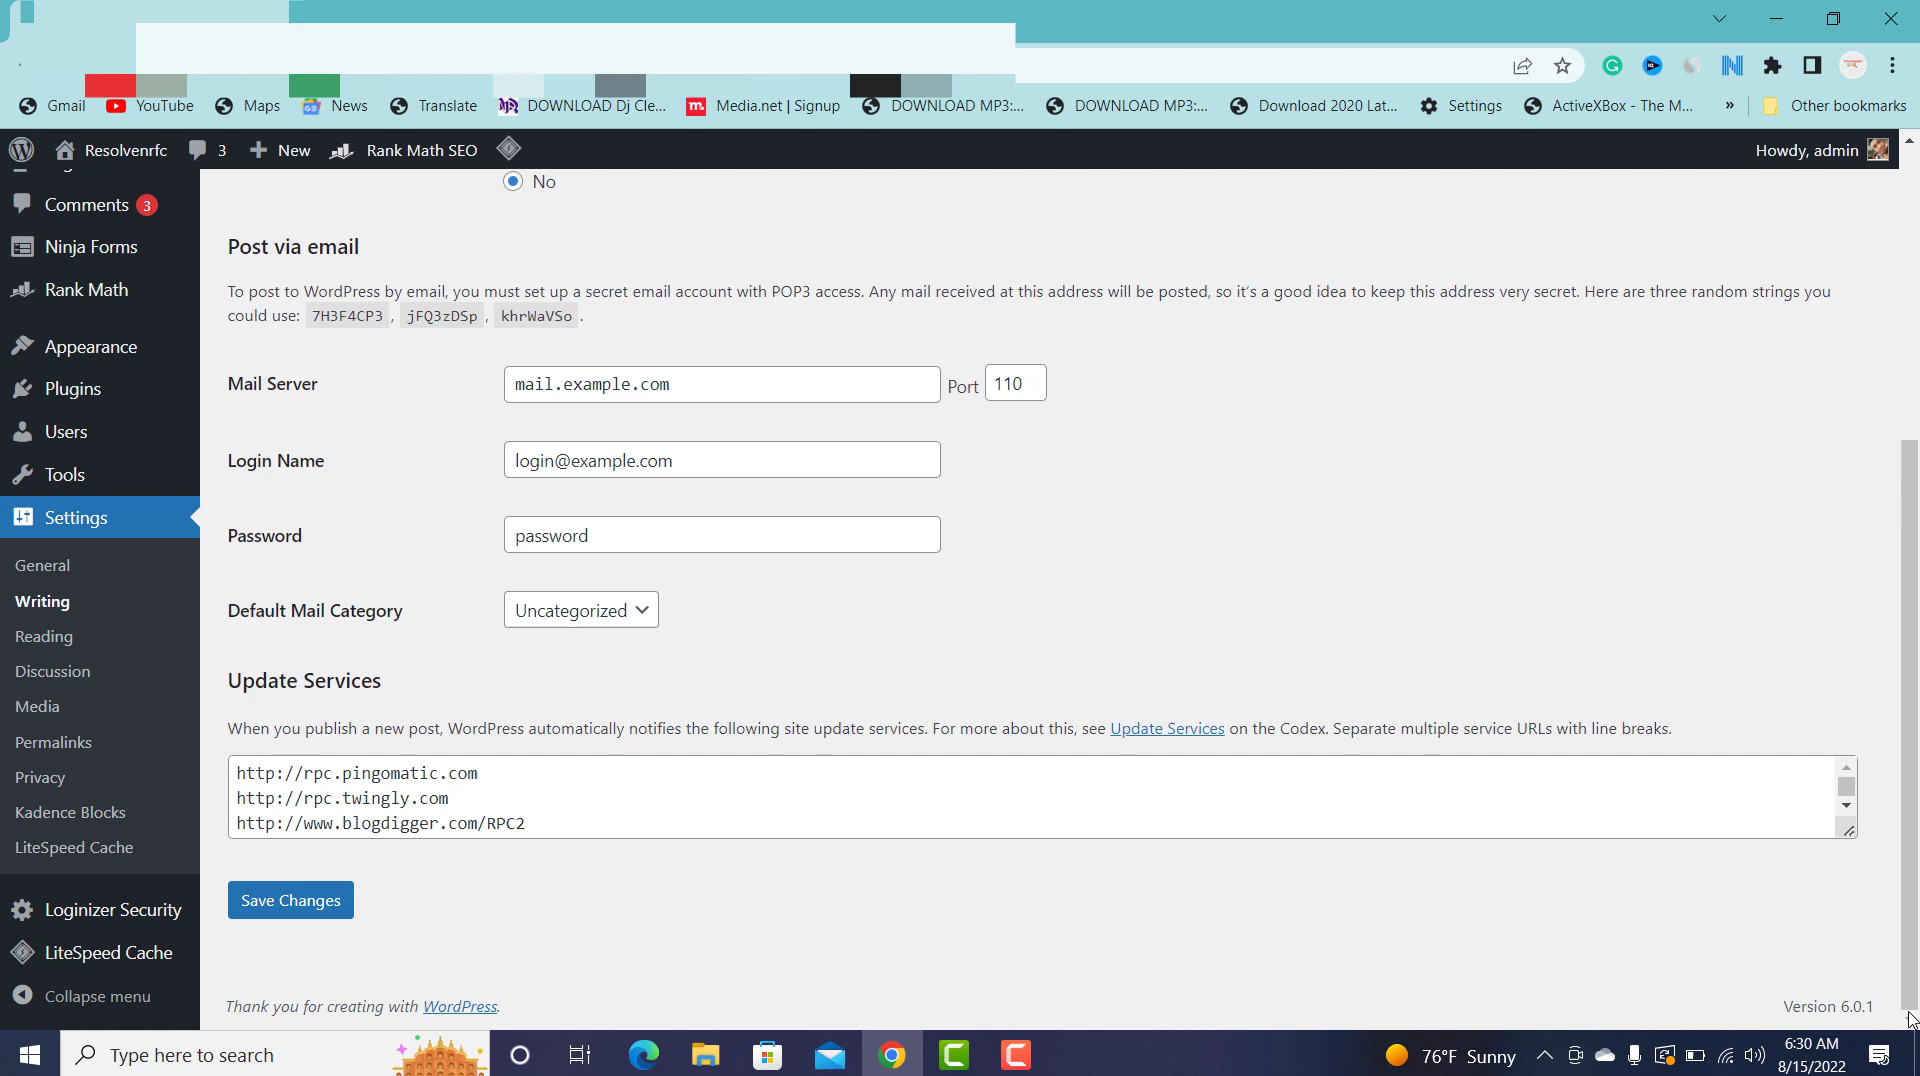 Gmail
YouTube
Maps
News
Translate
DOWNLOAD Dj Cle...
Media.net | Signup
DOWNLOAD MP3:...
DOWNLOAD MP3:...
Download 2020 Lat...
Settings
ActiveXBox - The M...
»
Other bookmarks
Resolvenrfc
3
New
Rank Math SEO
Howdy, admin
Comments 3
Ninja Forms
Rank Math
Appearance
Plugins
Users
Tools
Settings
General
Writing
Reading
Discussion
Media
Permalinks
Privacy
Kadence Blocks
LiteSpeed Cache
Loginizer Security
LiteSpeed Cache
Collapse menu
No
Post via email
To post to WordPress by email, you must set up a secret email account with POP3 access. Any mail received at this address will be posted, so it's a good idea to keep this address very secret. Here are three random strings you
could use: 7H3F4CP3 , jFQ3zDSp , khrWaVSo .
Mail Server mail.example.com Port 110
Login Name login@example.com
Password password
Default Mail Category Uncategorized
Update Services
When you publish a new post, WordPress automatically notifies the following site update services. For more about this, see Update Services on the Codex. Separate multiple service URLs with line breaks.
http://rpc.pingomatic.com
http://rpc.twingly.com
http://www.blogdigger.com/RPC2
Save Changes
Thank you for creating with WordPress.
Version 6.0.1
Type here to search
76°F Sunny
6:30 AM
8/15/2022